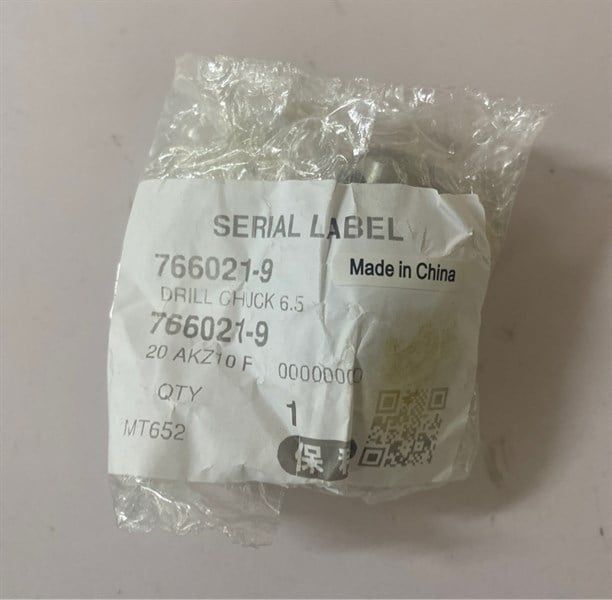 SERIAL LABEL
766021-9
Made in China
DRILL CHUCK 6.5
766021-9
20 AKZ10 F 00000000
QTY
1
MT652
保